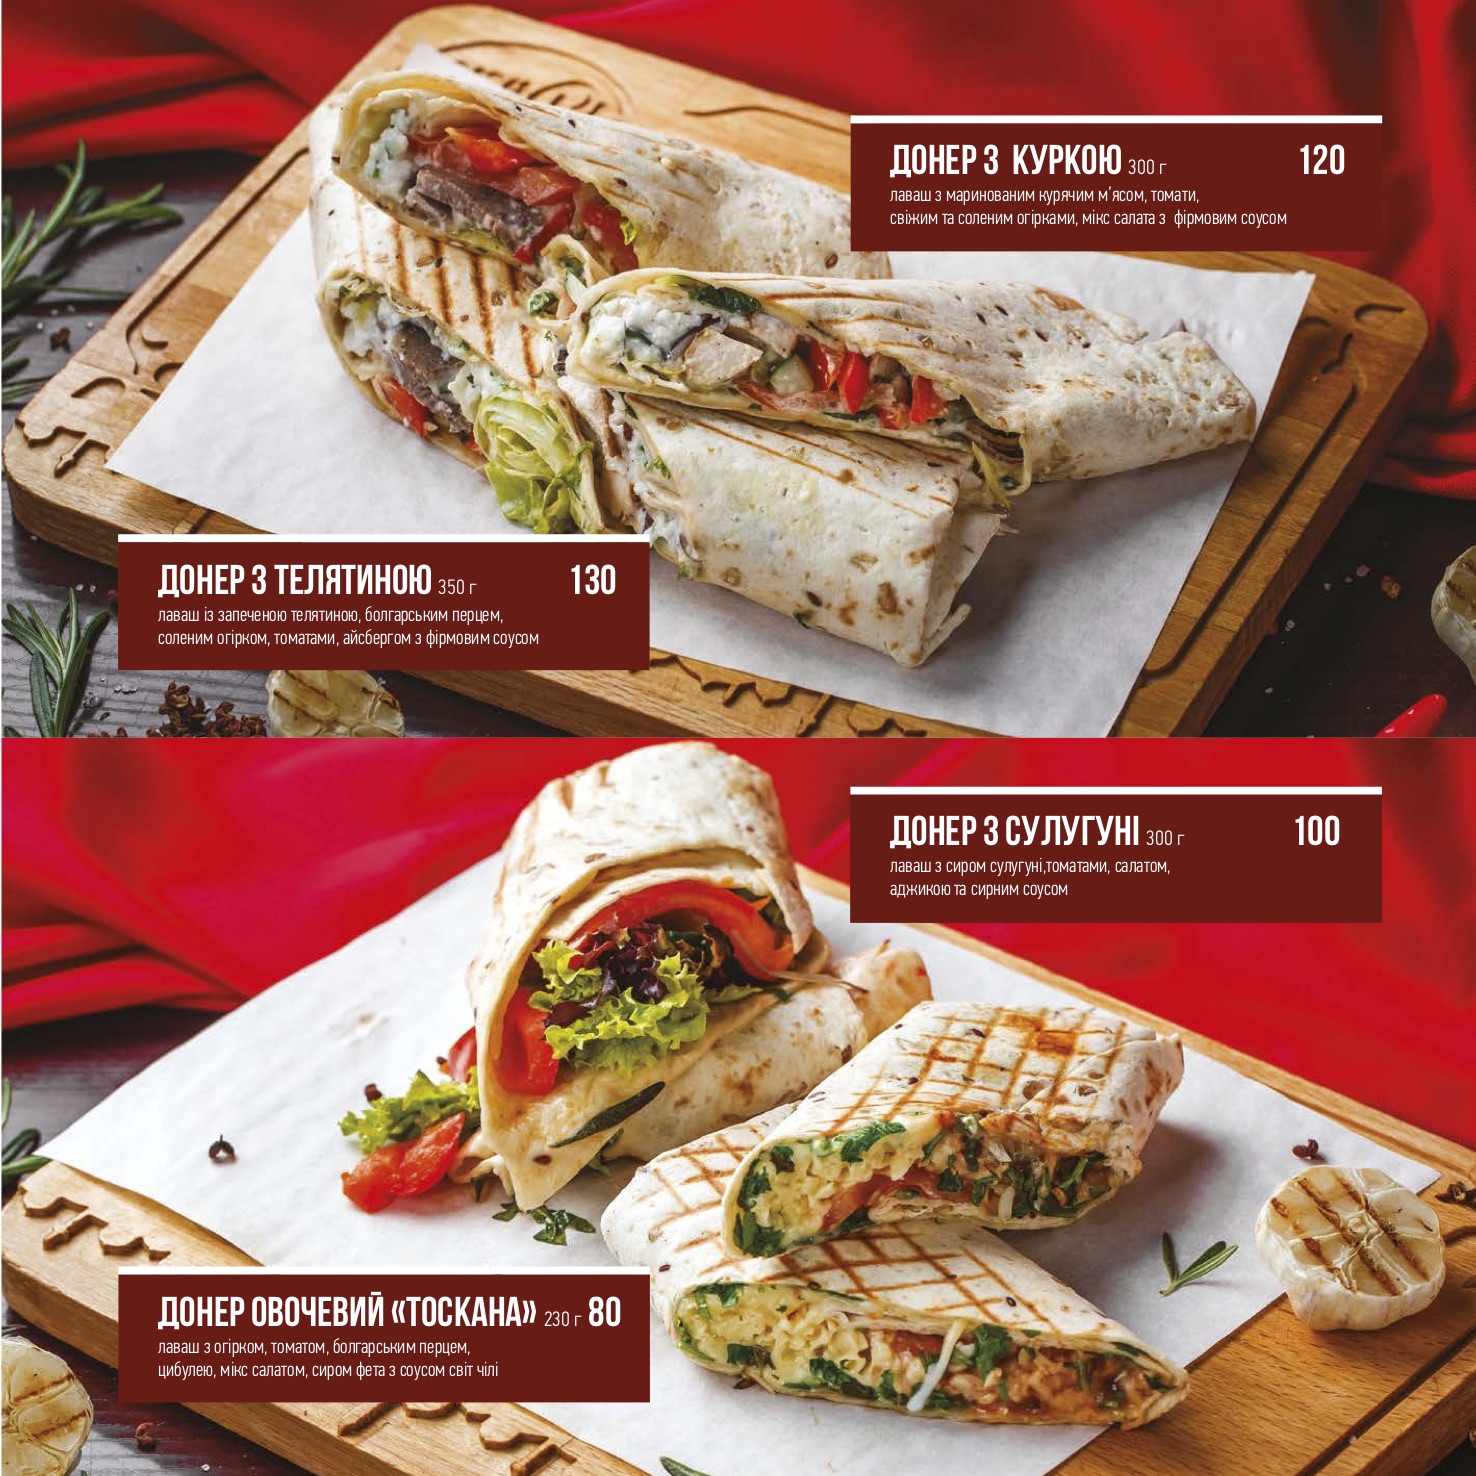 ДОНЕР З КУРКОЮ 300 г 120
лаваш з маринованим курячим м'ясом, томати,
свіжим та соленим огірками, мікс салата з фірмовим соусом
ДОНЕР З ТЕЛЯТИНОЮ 350 г 130
лаваш із запеченою телятиною, болгарським перцем,
соленим огірком, томатами, айсбергом з фірмовим соусом
ДОНЕР З СУЛУГУНІ 300 г 100
лаваш з сиром сулугуні,томатами, салатом,
аджикою та сирним соусом
ДОНЕР ОВОЧЕВИЙ «ТОСКАНА» 230 г 80
лаваш з огірком, томатом, болгарським перцем,
цибулею, мікс салатом, сиром фета з соусом світ чілі